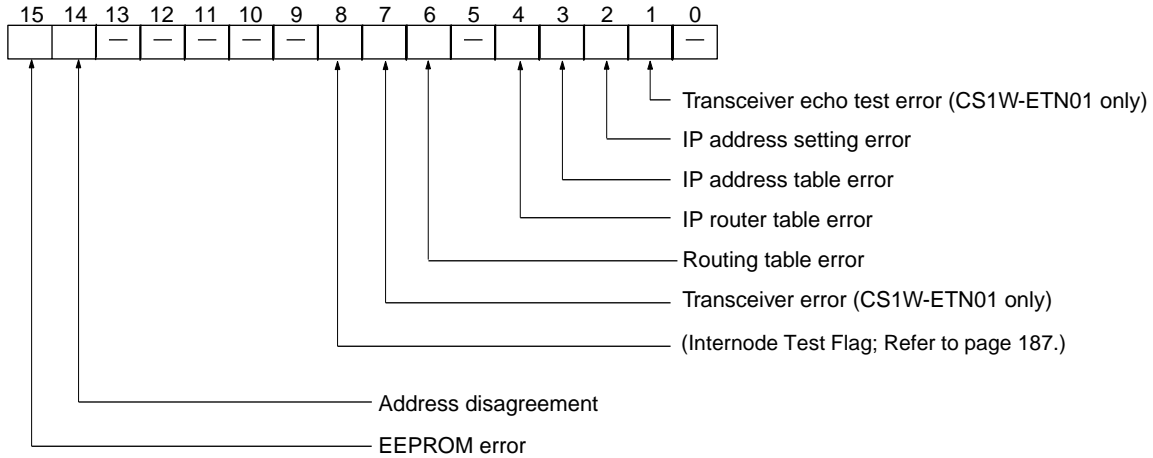 15 14 13 12 11 10 9 8 7 6 5 4 3 2 1 0
— — — — — — —
Transceiver echo test error (CS1W-ETN01 only)
IP address setting error
IP address table error
IP router table error
Routing table error
Transceiver error (CS1W-ETN01 only)
(Internode Test Flag; Refer to page 187.)
Address disagreement
EEPROM error